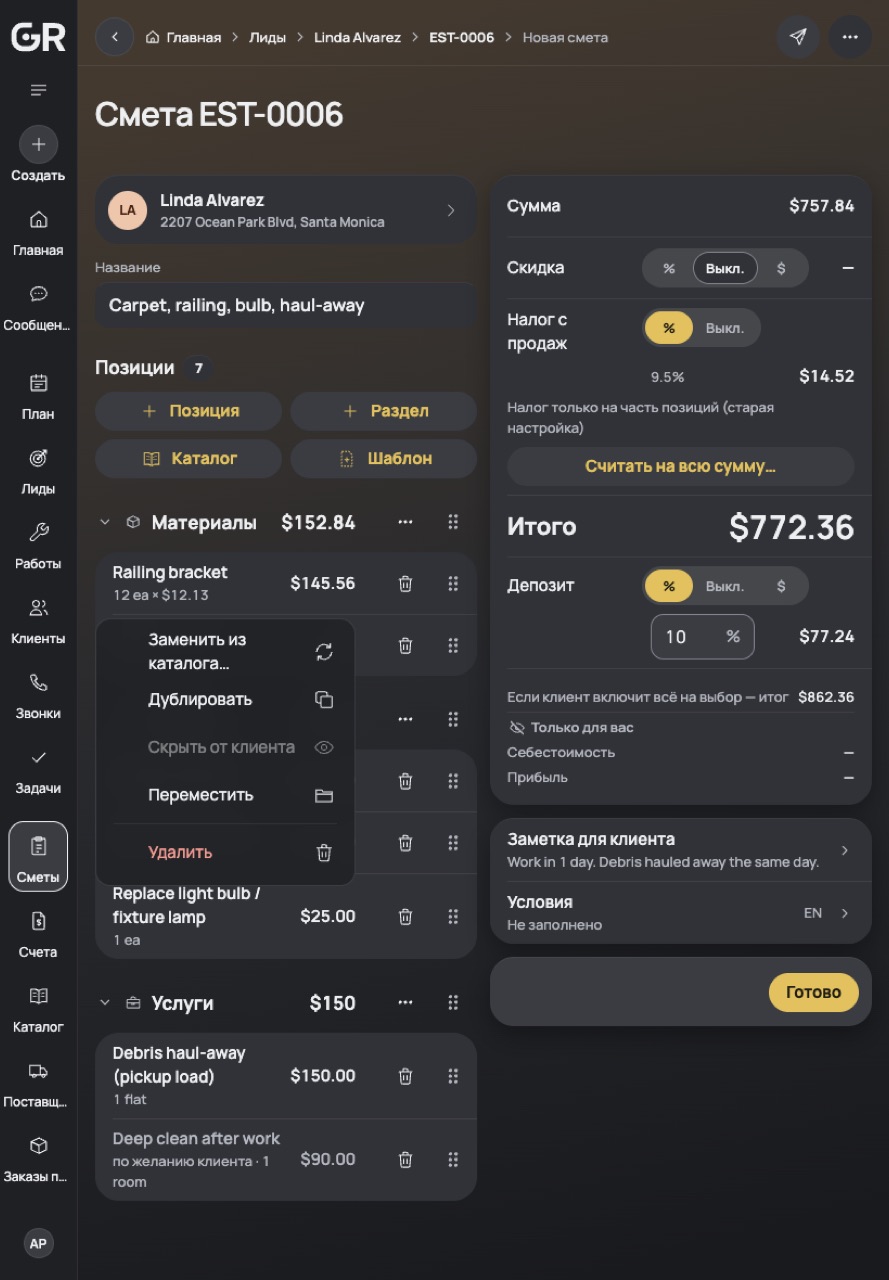 GR
Создать
Главная
Сообщен...
План
Лиды
Работы
Клиенты
Звонки
Задачи
Сметы
Счета
Каталог
Поставщ...
Заказы п...
AP
Главная > Лиды > Linda Alvarez > EST-0006 > Новая смета
Смета EST-0006
LA
Linda Alvarez
2207 Ocean Park Blvd, Santa Monica
Название
Carpet, railing, bulb, haul-away
Позиции 7
+ Позиция
+ Раздел
Каталог
Шаблон
Материалы $152.84
Railing bracket
12 ea × $12.13
$145.56
Заменить из
каталога...
Дублировать
Скрыть от клиента
Переместить
Удалить
Replace light bulb /
fixture lamp
1 ea
$25.00
Услуги $150
Debris haul-away
(pickup load)
1 flat
$150.00
Deep clean after work
по желанию клиента · 1
room
$90.00
Сумма $757.84
Скидка % Выкл. $ –
Налог с
продаж
% Выкл.
9.5% $14.52
Налог только на часть позиций (старая
настройка)
Считать на всю сумму...
Итого $772.36
Депозит % Выкл. $
10 % $77.24
Если клиент включит всё на выбор — итог $862.36
Только для вас
Себестоимость –
Прибыль –
Заметка для клиента
Work in 1 day. Debris hauled away the same day.
Условия
Не заполнено
EN
Готово